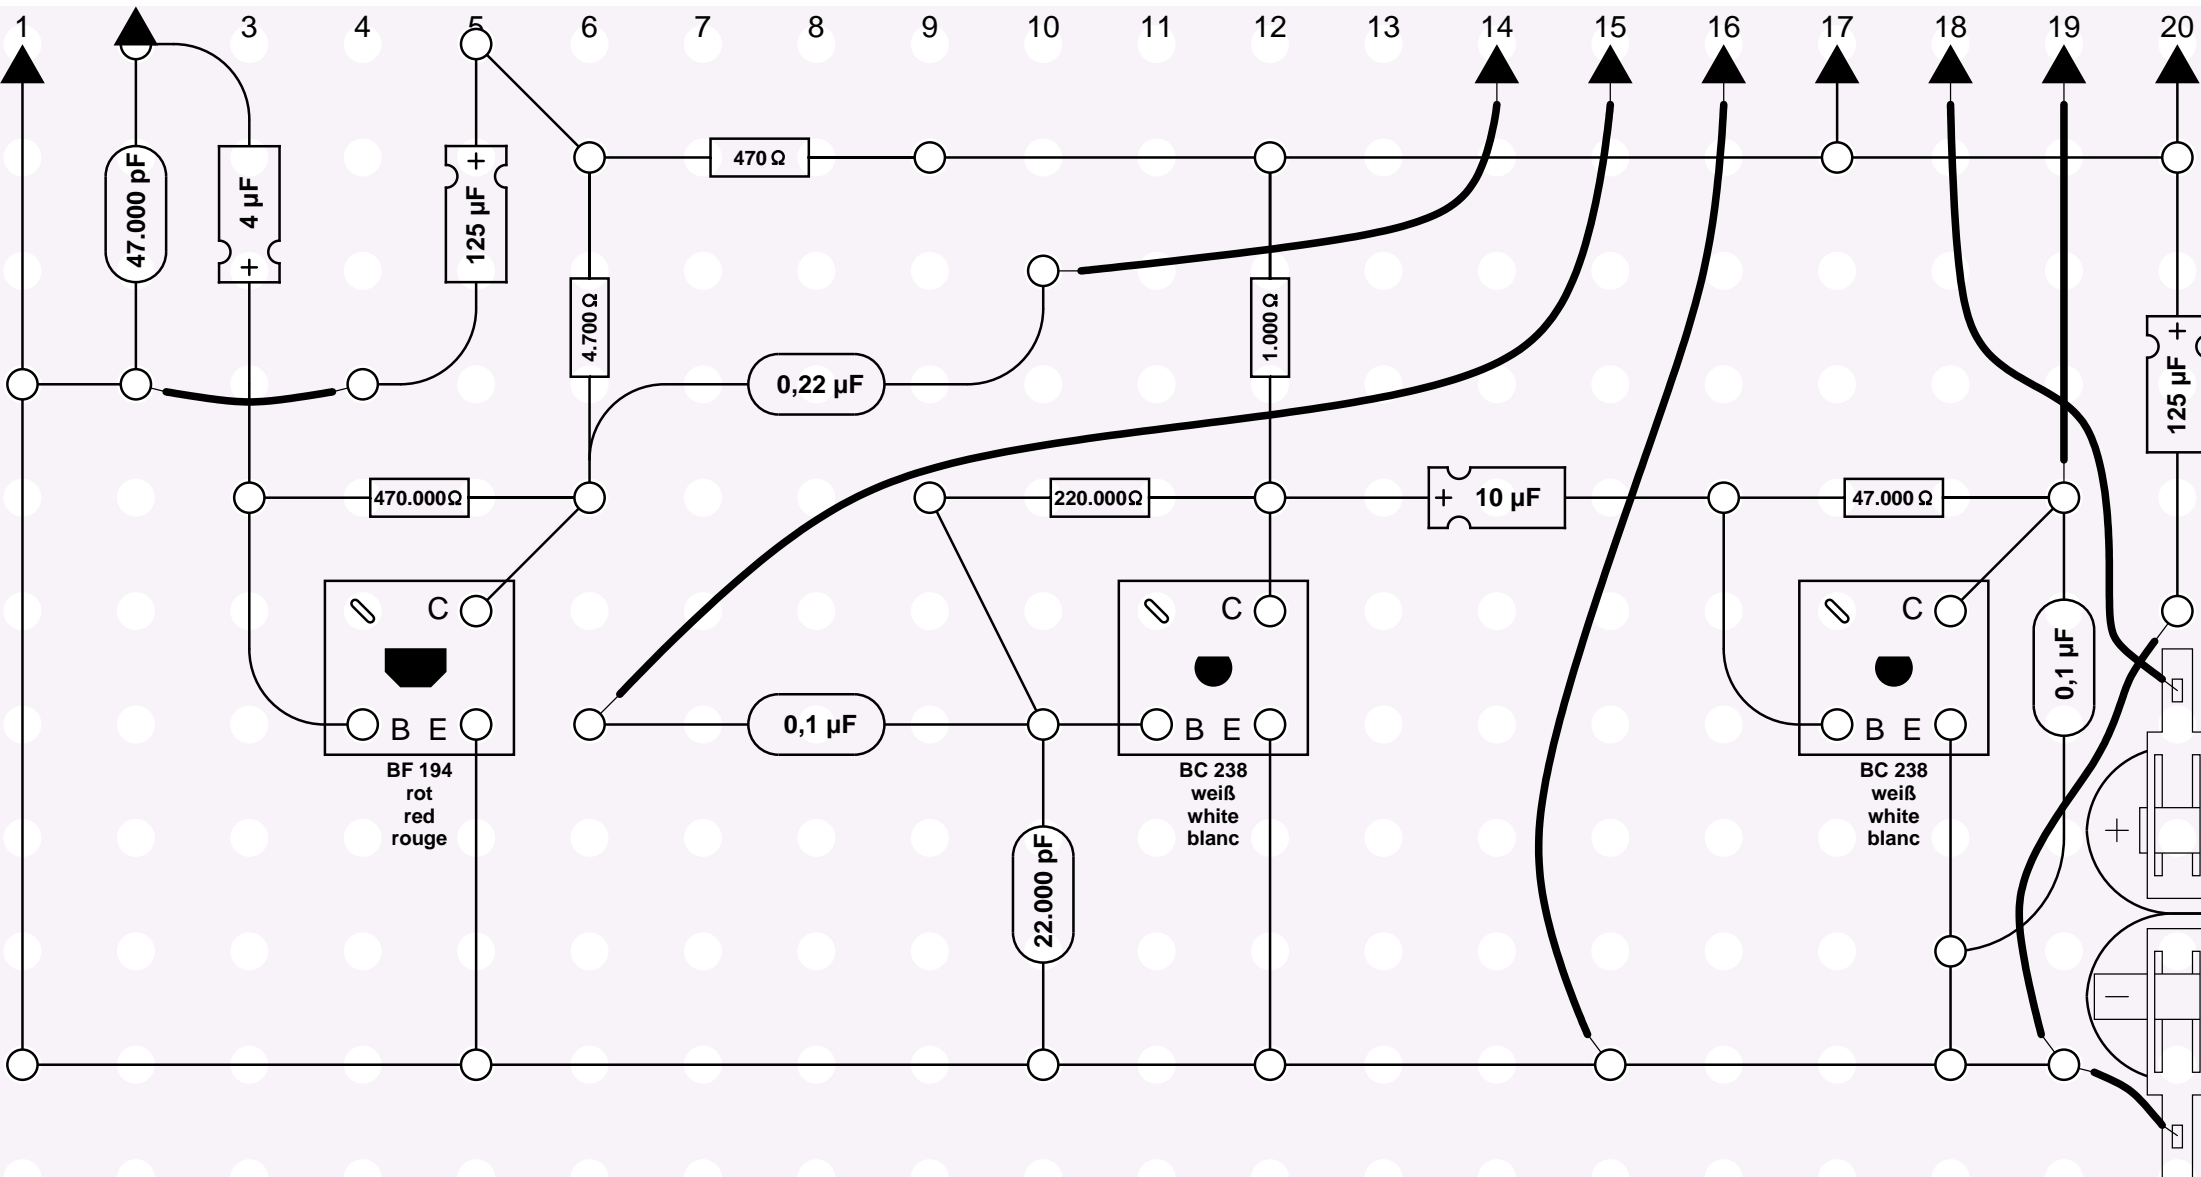 1 3 4 5 6 7 8 9 10 11 12 13 14 15 16 17 18 19 20
47.000 pF
4 µF
+
+
125 µF
470 Ω
4.700 Ω
1.000 Ω
0,22 µF
+
125 µF
470.000Ω
220.000Ω
+ 10 µF
47.000 Ω
C
B E
BF 194
rot
red
rouge
0,1 µF
22.000 pF
C
B E
BC 238
weiß
white
blanc
C
B E
BC 238
weiß
white
blanc
0,1 µF
+
−